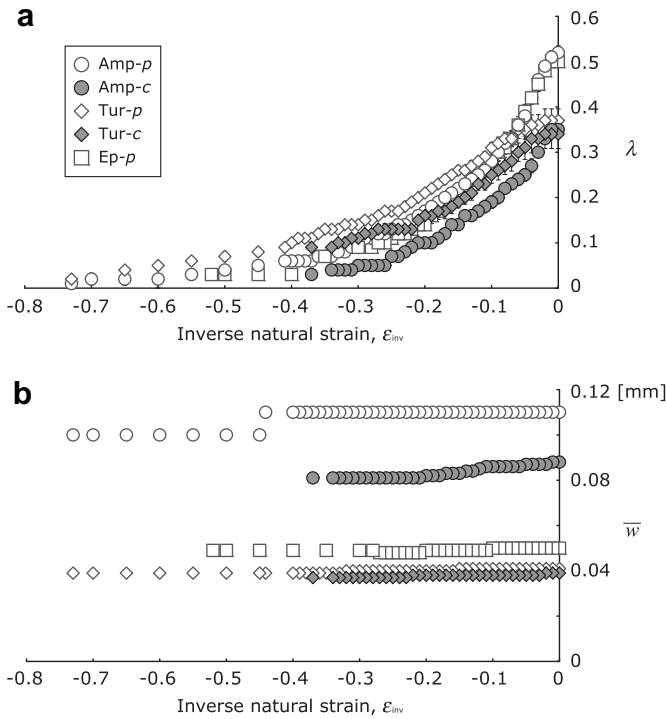 a
Amp-p
Amp-c
Tur-p
Tur-c
Ep-p
0.6
0.5
0.4
λ
0.3
0.2
0.1
0
-0.8 -0.7 -0.6 -0.5 -0.4 -0.3 -0.2 -0.1 0
Inverse natural strain, εinv
b
0.12 [mm]
0.08
w̅
0.04
0
-0.8 -0.7 -0.6 -0.5 -0.4 -0.3 -0.2 -0.1 0
Inverse natural strain, εinv